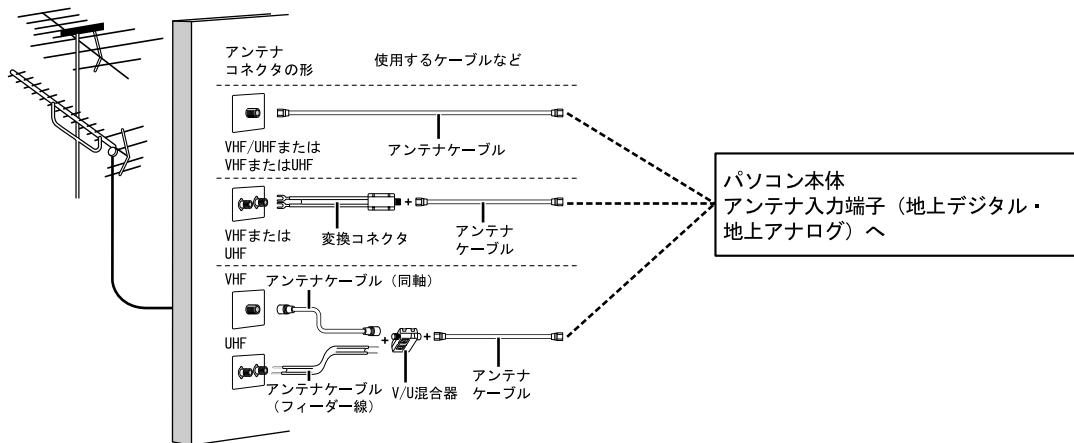 アンテナ
コネクタの形
使用するケーブルなど
アンテナケーブル
VHF/UHFまたは
VHFまたはUHF
パソコン本体
アンテナ入力端子（地上デジタル・
地上アナログ）へ
+
VHFまたは
UHF
変換コネクタ
アンテナ
ケーブル
VHF
アンテナケーブル（同軸）
UHF
+
+
アンテナケーブル
（フィーダー線）
V/U混合器
アンテナ
ケーブル